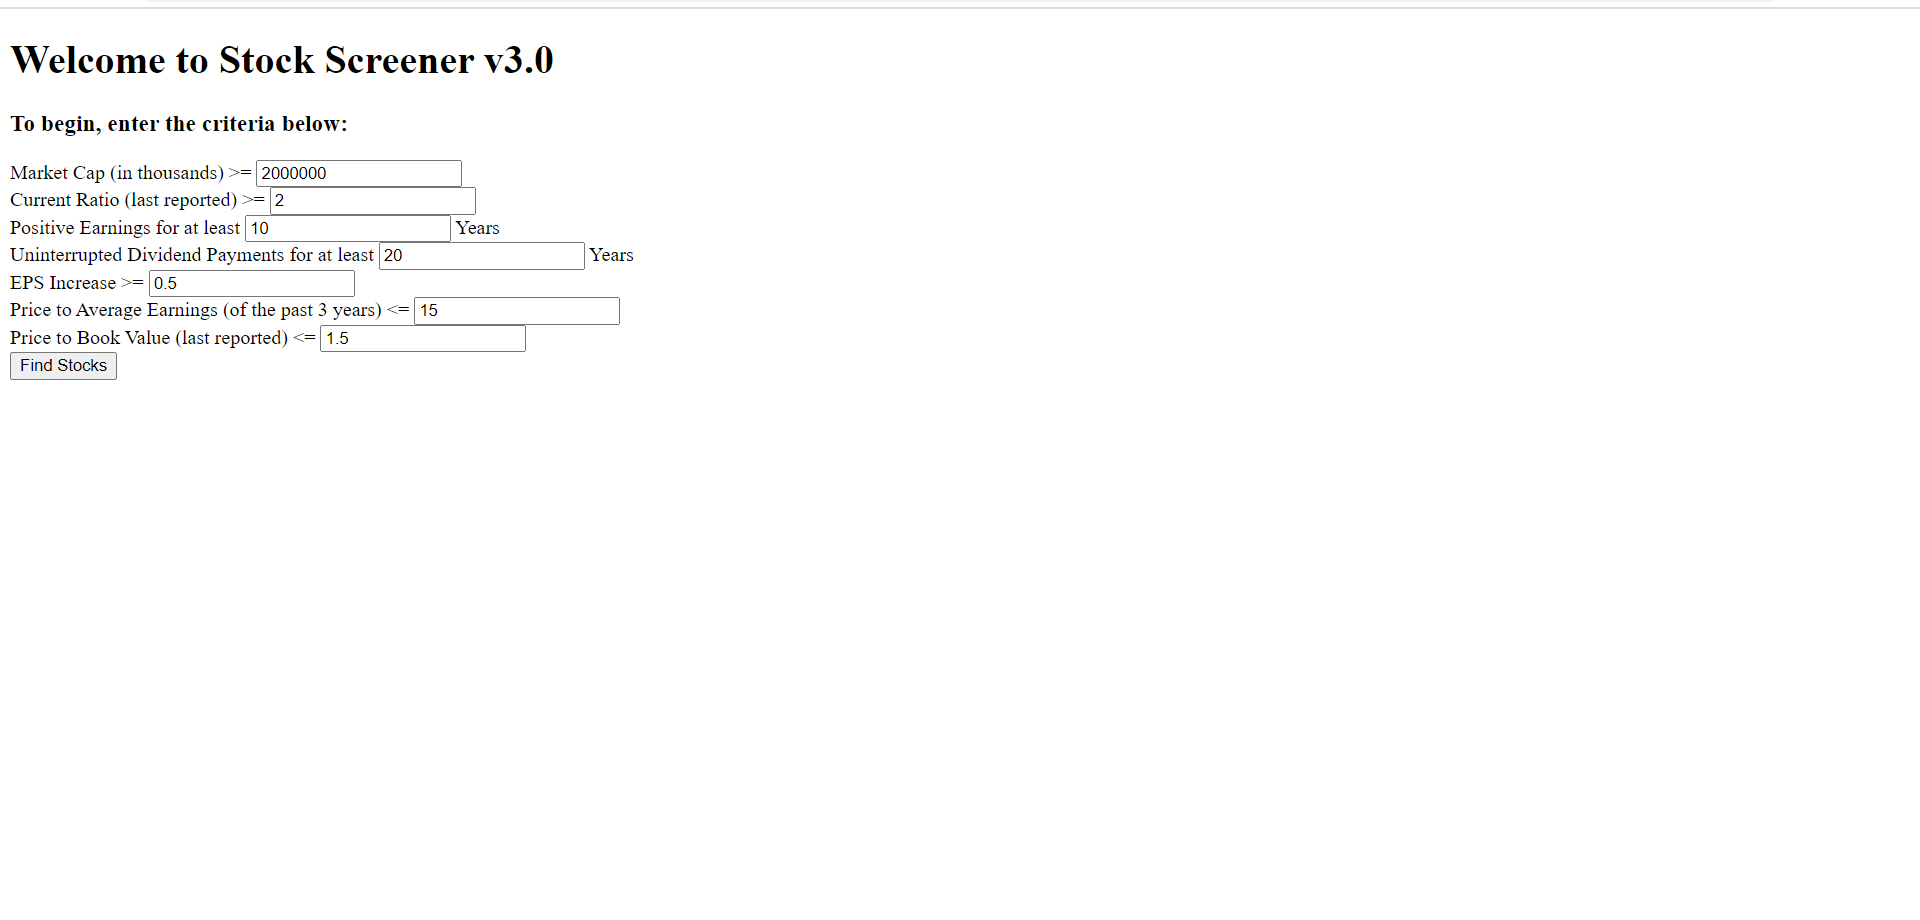 Welcome to Stock Screener v3.0
To begin, enter the criteria below:
Market Cap (in thousands) >= 2000000
Current Ratio (last reported) >= 2
Positive Earnings for at least 10 Years
Uninterrupted Dividend Payments for at least 20 Years
EPS Increase >= 0.5
Price to Average Earnings (of the past 3 years) <= 15
Price to Book Value (last reported) <= 1.5
Find Stocks